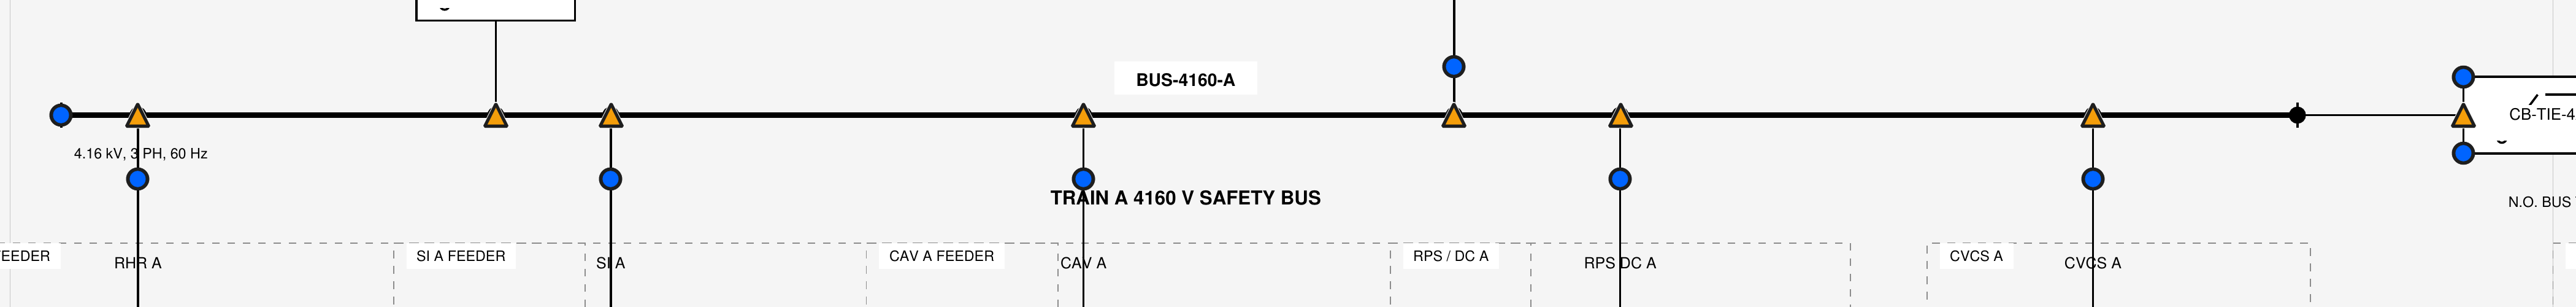 BUS-4160-A
4.16 kV, 3 PH, 60 Hz
TRAIN A 4160 V SAFETY BUS
CB-TIE-4
N.O. BUS
EEDER
RHR A
SI A FEEDER
SI A
CAV A FEEDER
CAV A
RPS / DC A
RPS DC A
CVCS A
CVCS A